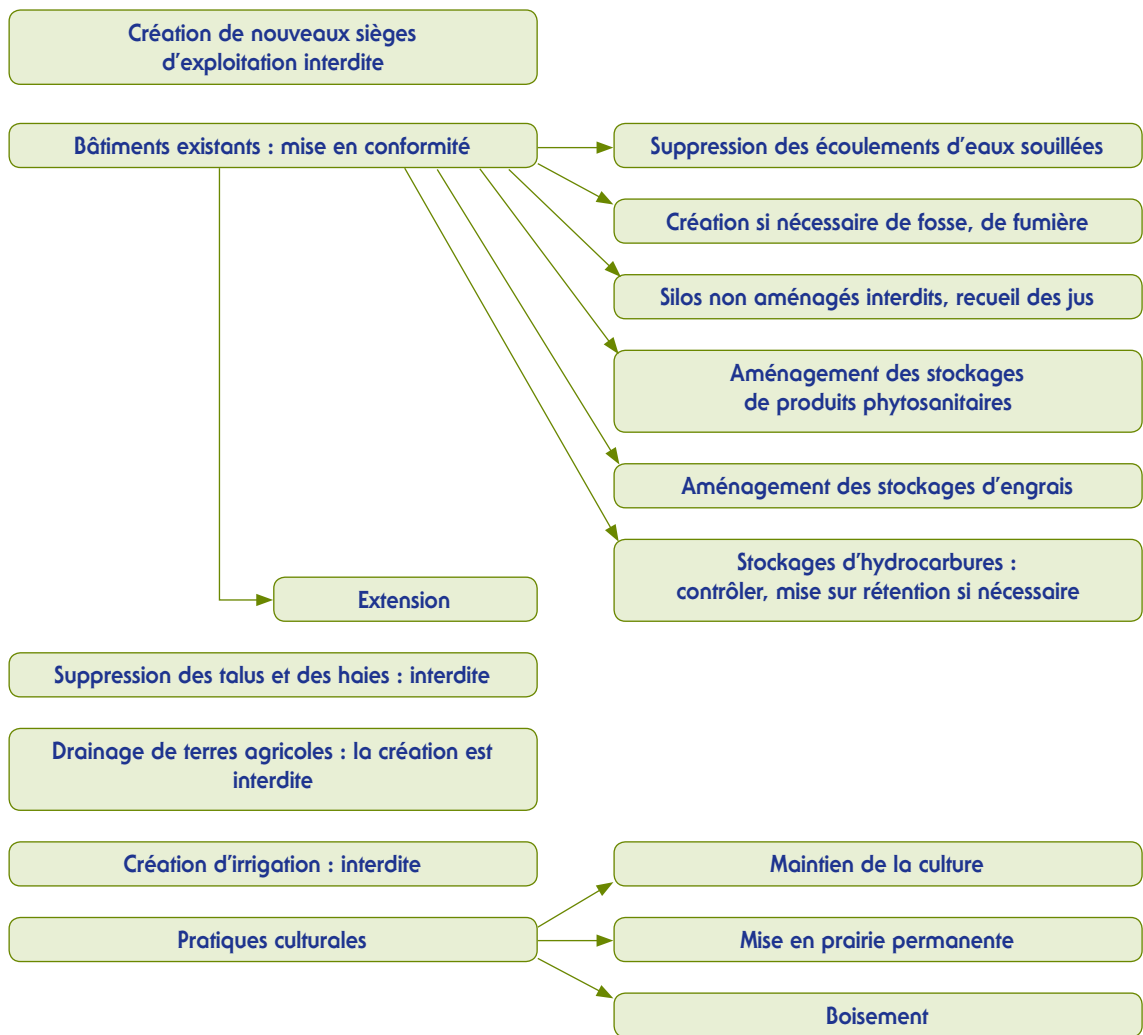 Création de nouveaux sièges
d'exploitation interdite
Bâtiments existants : mise en conformité
Suppression des écoulements d'eaux souillées
Création si nécessaire de fosse, de fumière
Silos non aménagés interdits, recueil des jus
Aménagement des stockages
de produits phytosanitaires
Aménagement des stockages d'engrais
Stockages d'hydrocarbures :
contrôler, mise sur rétention si nécessaire
Extension
Suppression des talus et des haies : interdite
Drainage de terres agricoles : la création est
interdite
Création d'irrigation : interdite
Pratiques culturales
Maintien de la culture
Mise en prairie permanente
Boisement